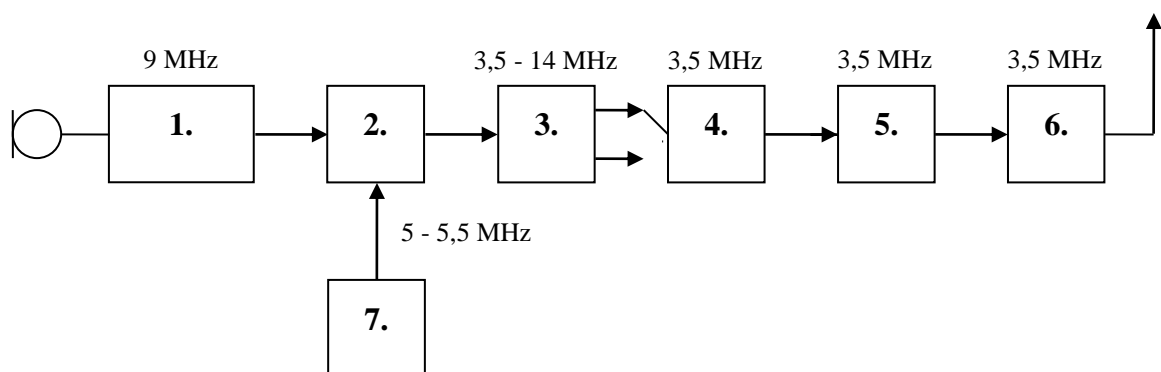 9 MHz
3,5 - 14 MHz
3,5 MHz
3,5 MHz
3,5 MHz
1.
2.
3.
4.
5.
6.
5 - 5,5 MHz
7.